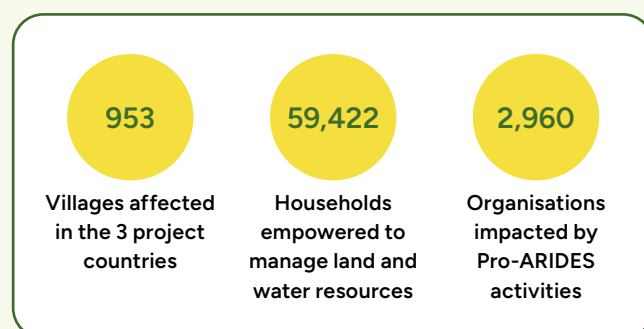 953
Villages affected
in the 3 project
countries
59,422
Households
empowered to
manage land and
water resources
2,960
Organisations
impacted by
Pro-ARIDES
activities